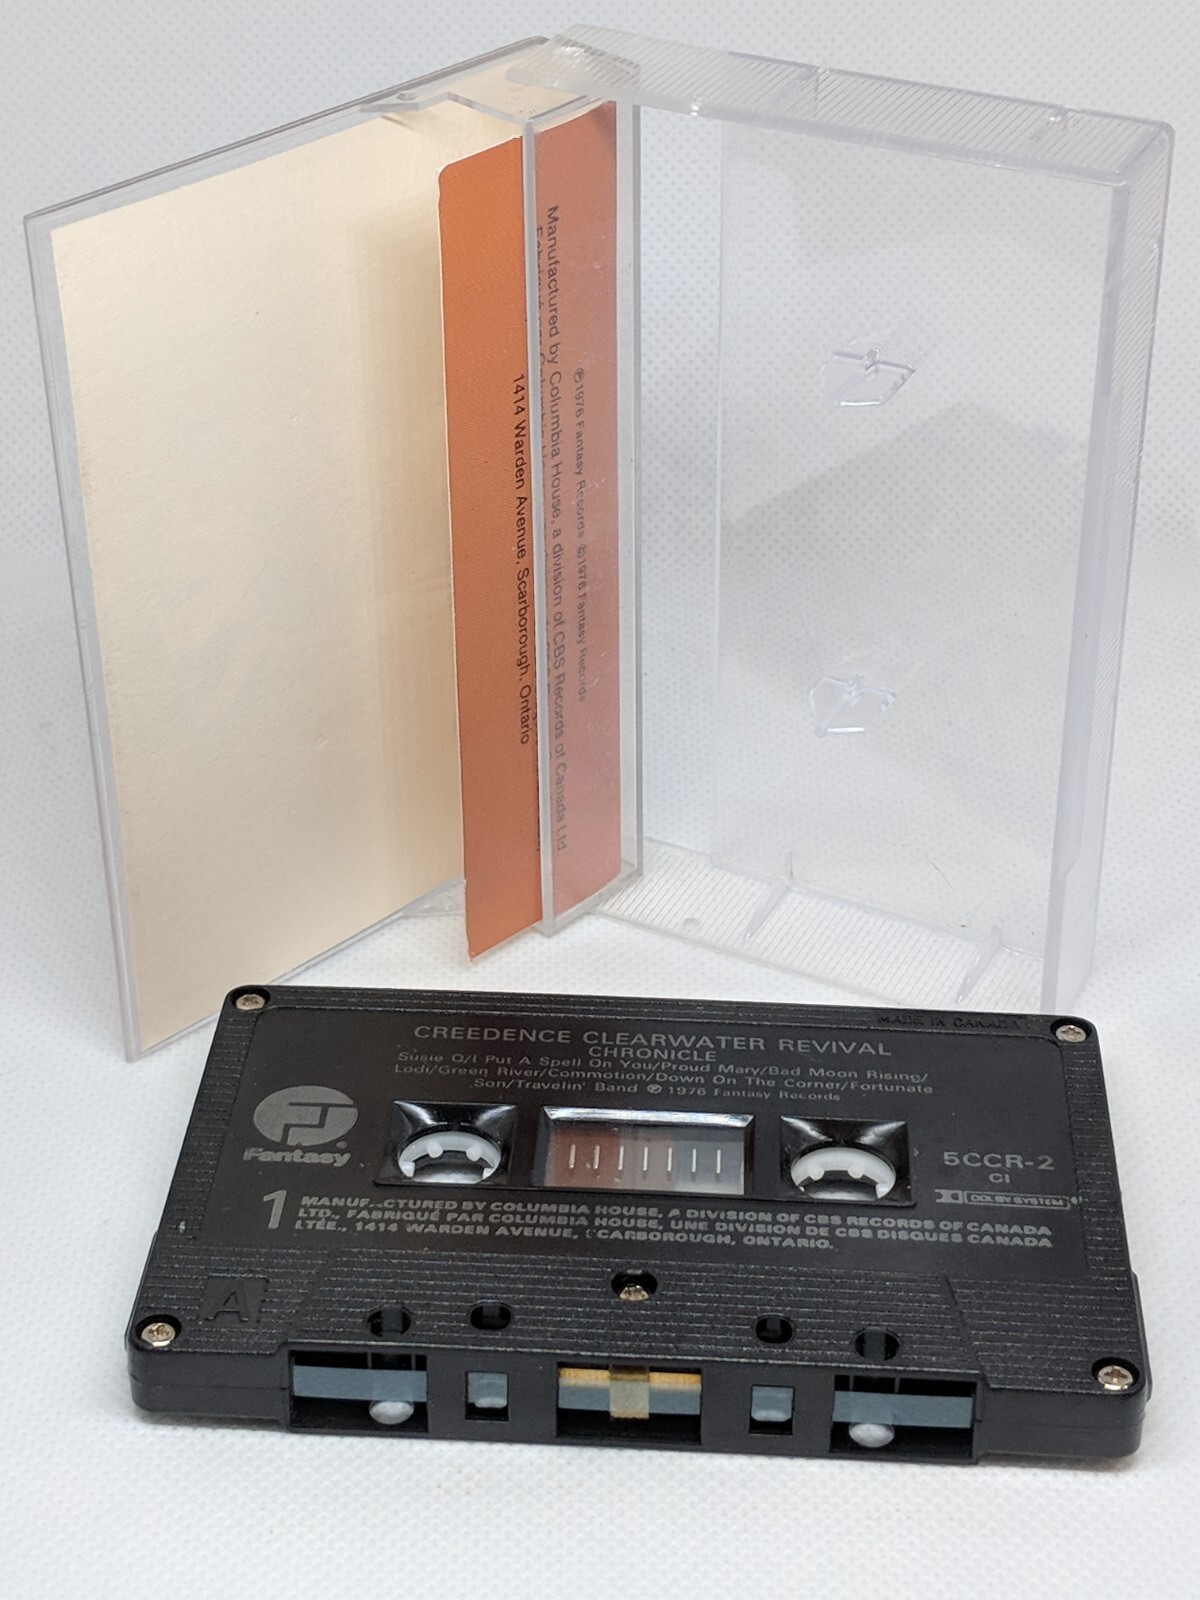 ℗1976 Fantasy Records ©1976 Fantasy Records
Manufactured by Columbia House, a division of CBS Records of Canada Ltd.
1414 Warden Avenue, Scarborough, Ontario
MADE IN CANADA
CREEDENCE CLEARWATER REVIVAL
CHRONICLE
Susie Q/I Put A Spell On You/Proud Mary/Bad Moon Rising/
Lodi/Green River/Commotion/Down On The Corner/Fortunate
Son/Travelin' Band ℗ 1976 Fantasy Records
Fantasy®
5CCR-2
CI
DOLBY SYSTEM
1
MANUF..CTURED BY COLUMBIA HOUSE, A DIVISION OF CBS RECORDS OF CANADA
LTD., FABRIQUÉ PAR COLUMBIA HOUSE, UNE DIVISION DE CBS DISQUES CANADA
LTÉE., 1414 WARDEN AVENUE, SCARBOROUGH, ONTARIO.
A